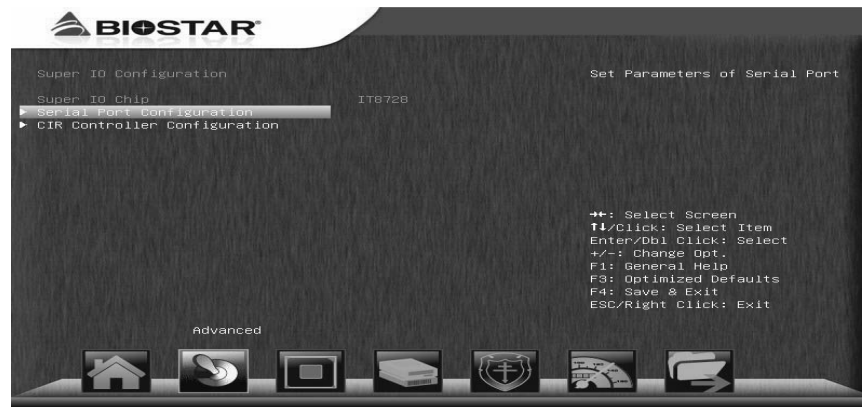 BIOSTAR®
Super IO Configuration
Set Parameters of Serial Port
Super IO Chip IT8728
Serial Port Configuration
CIR Controller Configuration
→←: Select Screen
↑↓/Click: Select Item
Enter/Dbl Click: Select
+/-: Change Opt.
F1: General Help
F3: Optimized Defaults
F4: Save & Exit
ESC/Right Click: Exit
Advanced